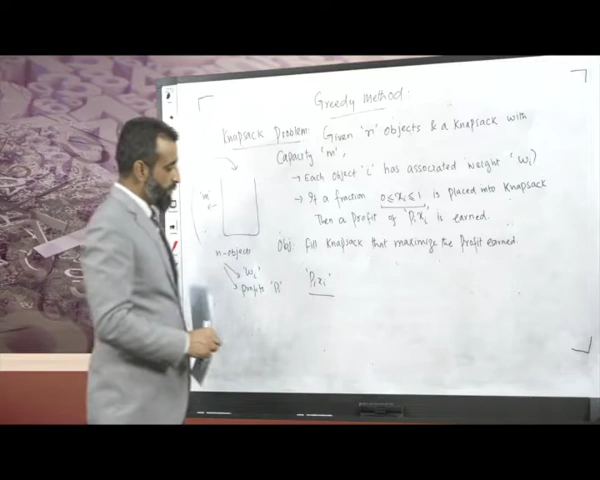 Greedy Method:
Knapsack Problem: Given 'n' objects & a Knapsack with
Capacity 'm',
→ Each object 'i' has associated weight 'wi')
→ If a fraction 0≤xi≤1 is placed into Knapsack
Then a profit of 'Pixi is earned.
Obj: fill Knapsack that maximize the Profit earned.
'm'
n-objects
'wi'
profits 'Pi'
'Pixi'